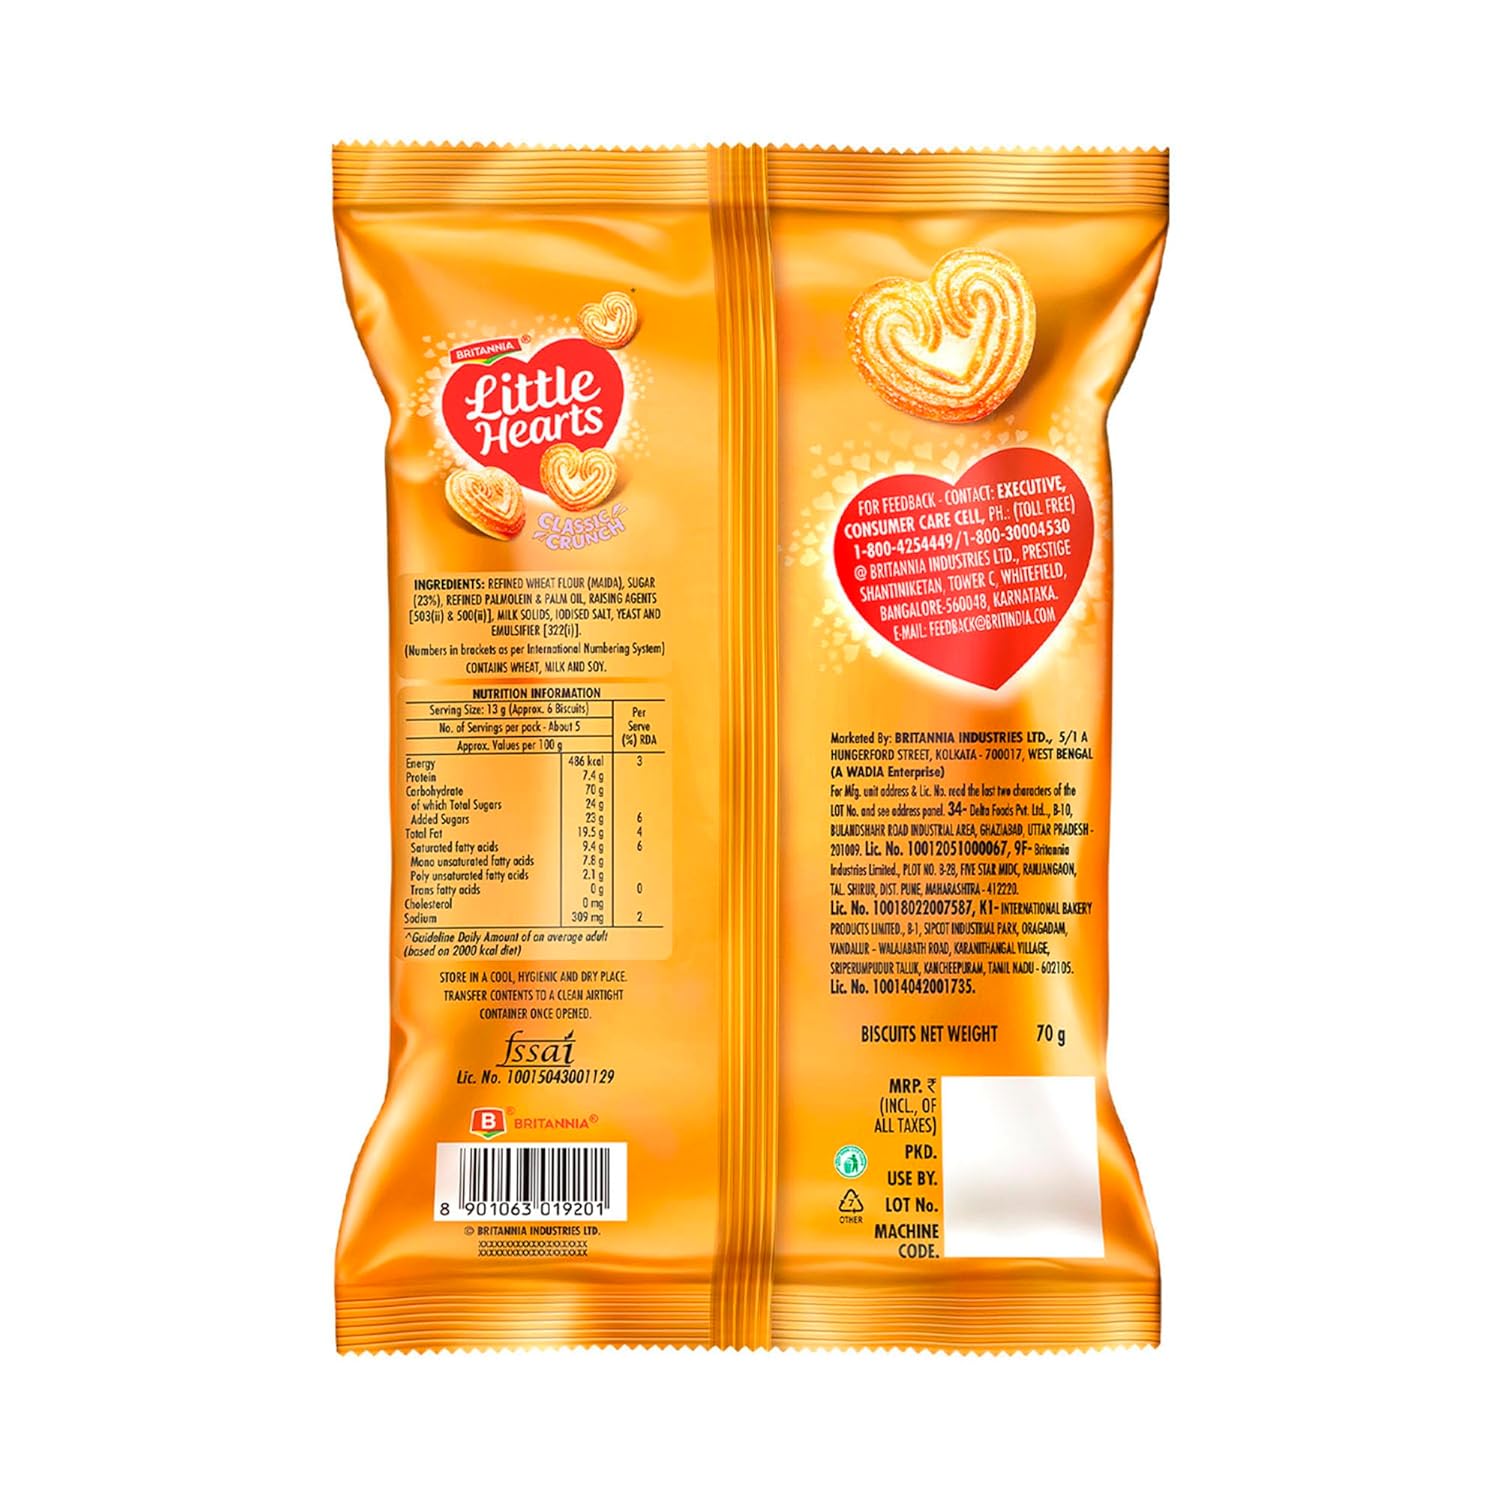 BRITANNIA ®
Little
Hearts
CLASSIC
CRUNCH
INGREDIENTS: REFINED WHEAT FLOUR (MAIDA), SUGAR
(23%), REFINED PALMOLEIN & PALM OIL, RAISING AGENTS
[503(ii) & 500(ii)], MILK SOLIDS, IODISED SALT, YEAST AND
EMULSIFIER [322(i)].
(Numbers in brackets as per International Numbering System)
CONTAINS WHEAT, MILK AND SOY.
NUTRITION INFORMATION
Serving Size: 13 g (Approx. 6 Biscuits)
No. of Servings per pack - About 5
Approx. Values per 100 g
Per
Serve
(%) RDA
Energy 486 kcal 3
Protein 7.4 g
Carbohydrate 70 g
of which Total Sugars 24 g
Added Sugars 23 g 6
Total Fat 19.5 g 4
Saturated fatty acids 9.4 g 6
Mono unsaturated fatty acids 7.8 g
Poly unsaturated fatty acids 2.1 g
Trans fatty acids 0 g 0
Cholesterol 0 mg
Sodium 309 mg 2
^Guideline Daily Amount of an average adult
(based on 2000 kcal diet)
STORE IN A COOL, HYGIENIC AND DRY PLACE.
TRANSFER CONTENTS TO A CLEAN AIRTIGHT
CONTAINER ONCE OPENED.
fssai
Lic. No. 10015043001129
B ® BRITANNIA®
8 901063 019201
© BRITANNIA INDUSTRIES LTD.
FOR FEEDBACK - CONTACT: EXECUTIVE,
CONSUMER CARE CELL, PH.: (TOLL FREE)
1-800-4254449/1-800-30004530
@ BRITANNIA INDUSTRIES LTD., PRESTIGE
SHANTINIKETAN, TOWER C, WHITEFIELD,
BANGALORE-560048, KARNATAKA.
E-MAIL: FEEDBACK@BRITINDIA.COM
Marketed By: BRITANNIA INDUSTRIES LTD., 5/1 A
HUNGERFORD STREET, KOLKATA - 700017, WEST BENGAL
(A WADIA Enterprise)
For Mfg. unit address & Lic. No. read the last two characters of the
LOT No. and see address panel. 34- Delta Foods Pvt. Ltd., B-10,
BULANDSHAHR ROAD INDUSTRIAL AREA, GHAZIABAD, UTTAR PRADESH -
201009. Lic. No. 10012051000067, 9F- Britannia
Industries Limited., PLOT NO. B-28, FIVE STAR MIDC, RANJANGAON,
TAL. SHIRUR, DIST. PUNE, MAHARASHTRA - 412220.
Lic. No. 10018022007587, K1- INTERNATIONAL BAKERY
PRODUCTS LIMITED., B-1, SIPCOT INDUSTRIAL PARK, ORAGADAM,
VANDALUR - WALAJABATH ROAD, KARANITHANGAL VILLAGE,
SRIPERUMPUDUR TALUK, KANCHEEPURAM, TAMIL NADU - 602105.
Lic. No. 10014042001735.
BISCUITS NET WEIGHT 70 g
MRP. ₹
(INCL., OF
ALL TAXES)
PKD.
USE BY.
LOT No.
MACHINE
CODE.
7
OTHER